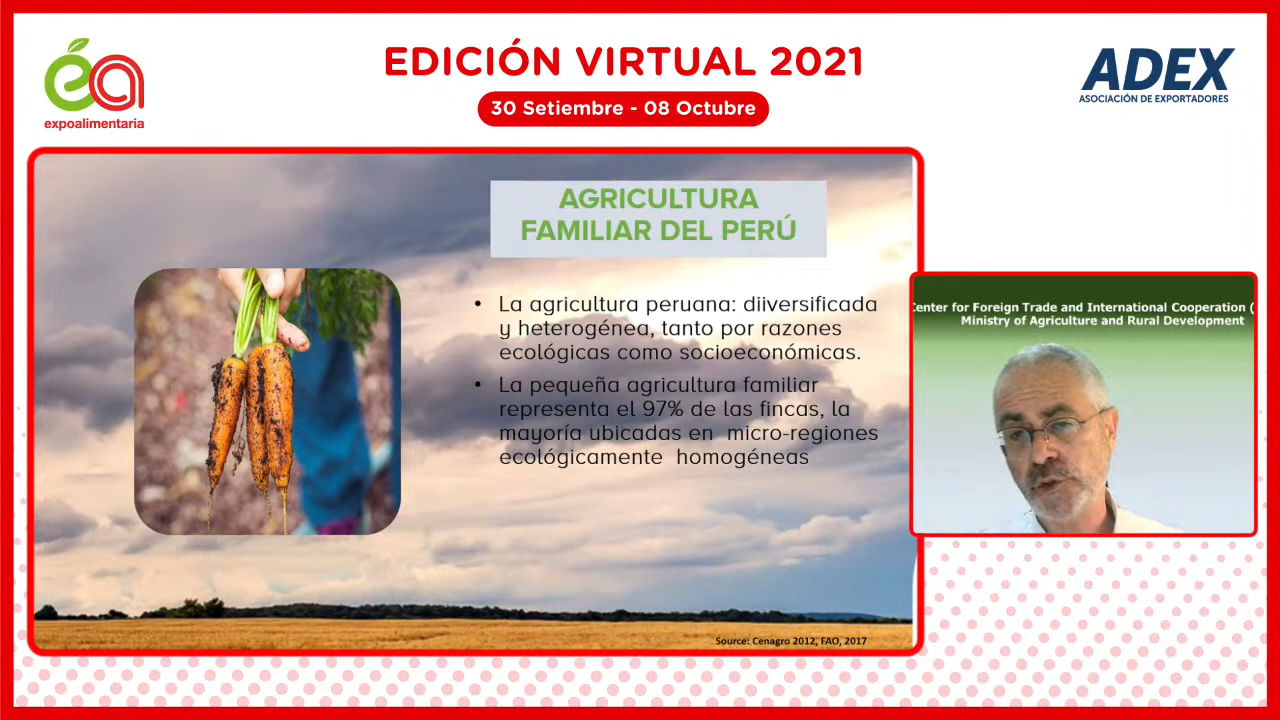 éa
expoalimentaria
EDICIÓN VIRTUAL 2021
30 Setiembre - 08 Octubre
ADEX
ASOCIACIÓN DE EXPORTADORES
AGRICULTURA
FAMILIAR DEL PERÚ
• La agricultura peruana: diiversificada
y heterogénea, tanto por razones
ecológicas como socioeconómicas.
• La pequeña agricultura familiar
representa el 97% de las fincas, la
mayoría ubicadas en micro-regiones
ecológicamente homogéneas
Source: Cenagro 2012, FAO, 2017
Center for Foreign Trade and International Cooperation (
Ministry of Agriculture and Rural Development